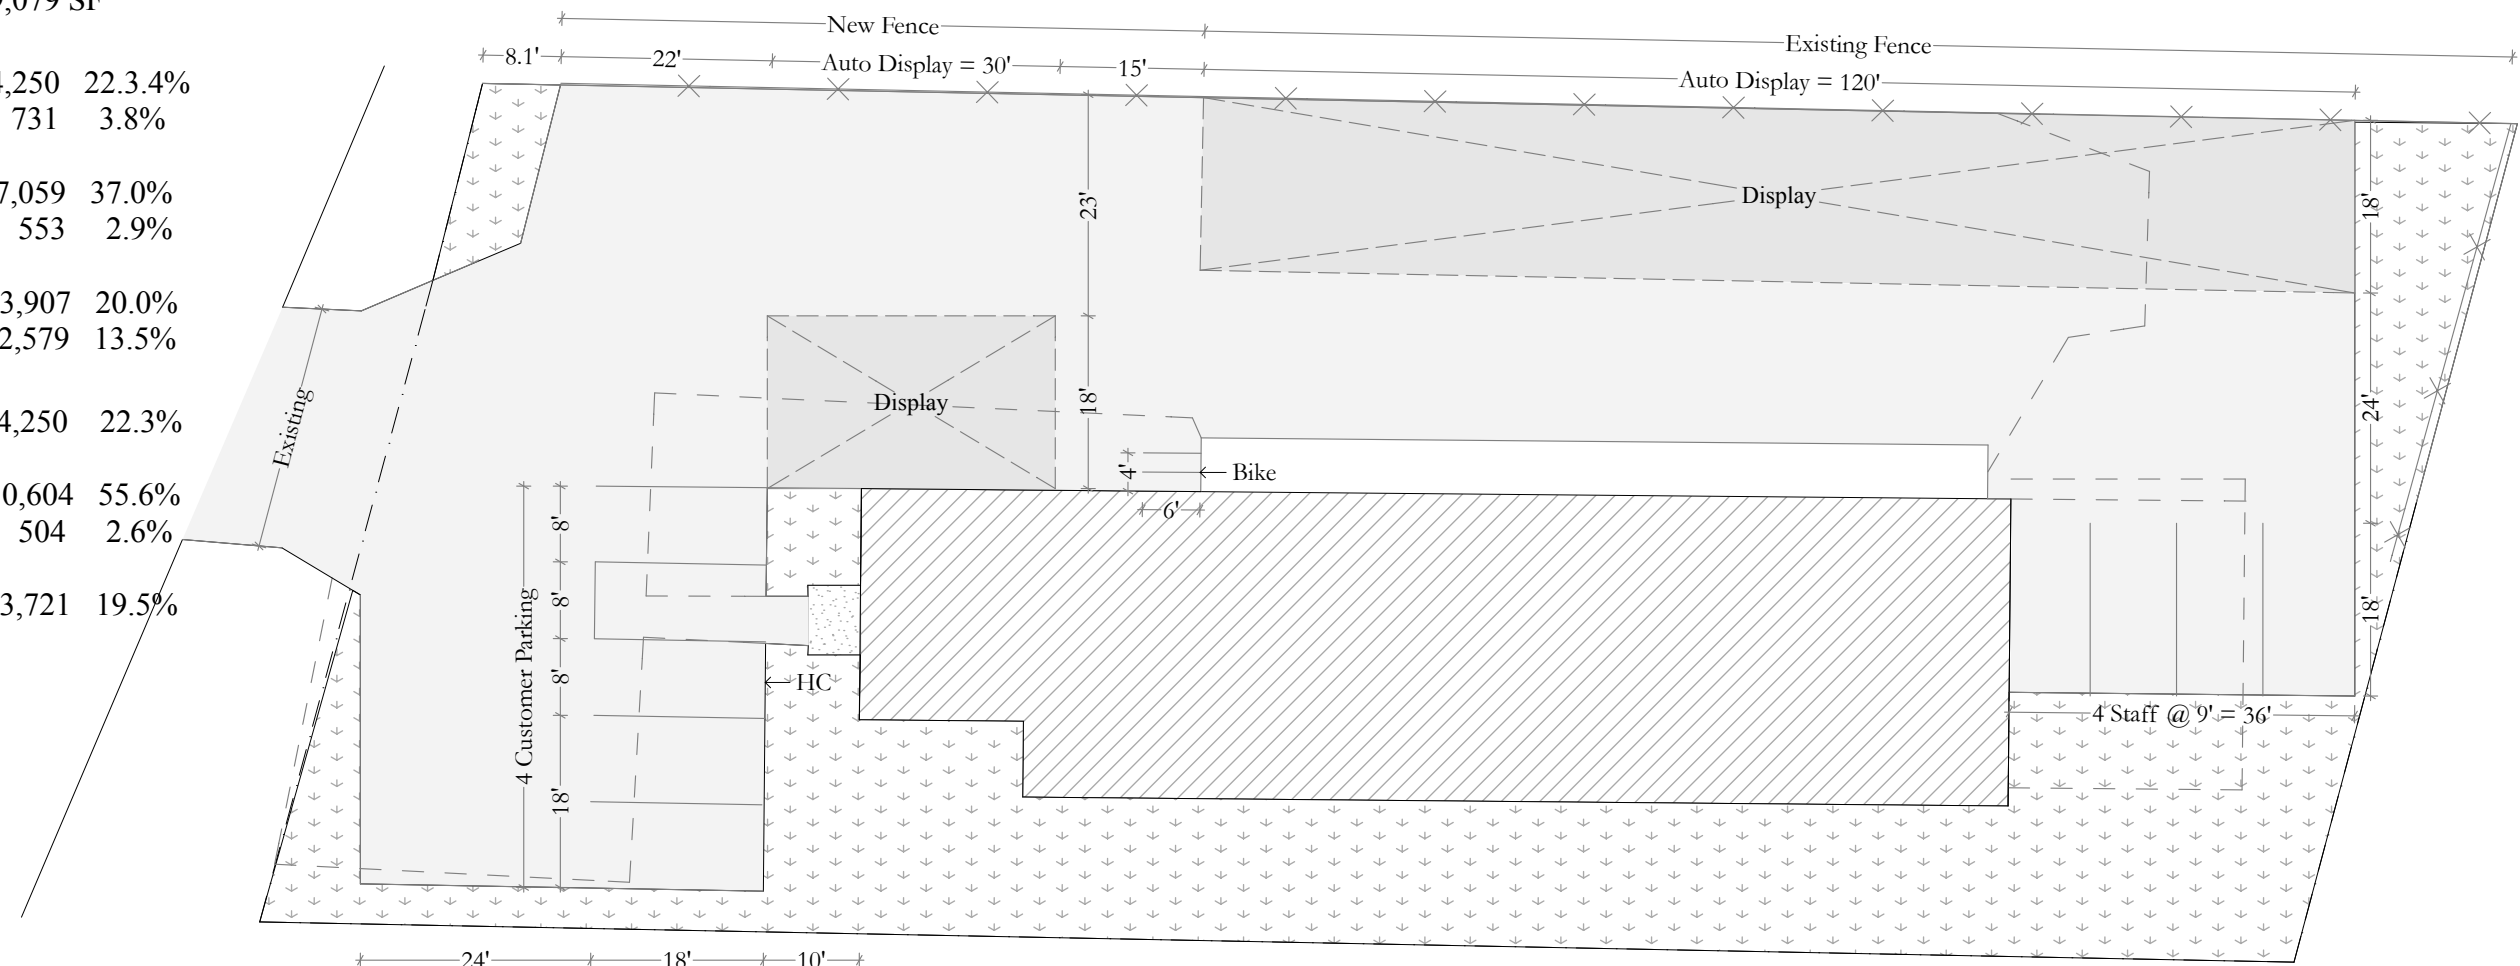 ,079 SF
4,250 22.3.4%
731 3.8%
7,059 37.0%
553 2.9%
3,907 20.0%
2,579 13.5%
4,250 22.3%
0,604 55.6%
504 2.6%
3,721 19.5%
New Fence
Existing Fence
8.1'
22'
Auto Display = 30'
15'
Auto Display = 120'
23'
Display
18'
Existing
Display
18'
24'
4'
Bike
6'
8'
8'
8'
18'
4 Customer Parking
HC
18'
4 Staff @ 9' = 36'
24'
18'
10'